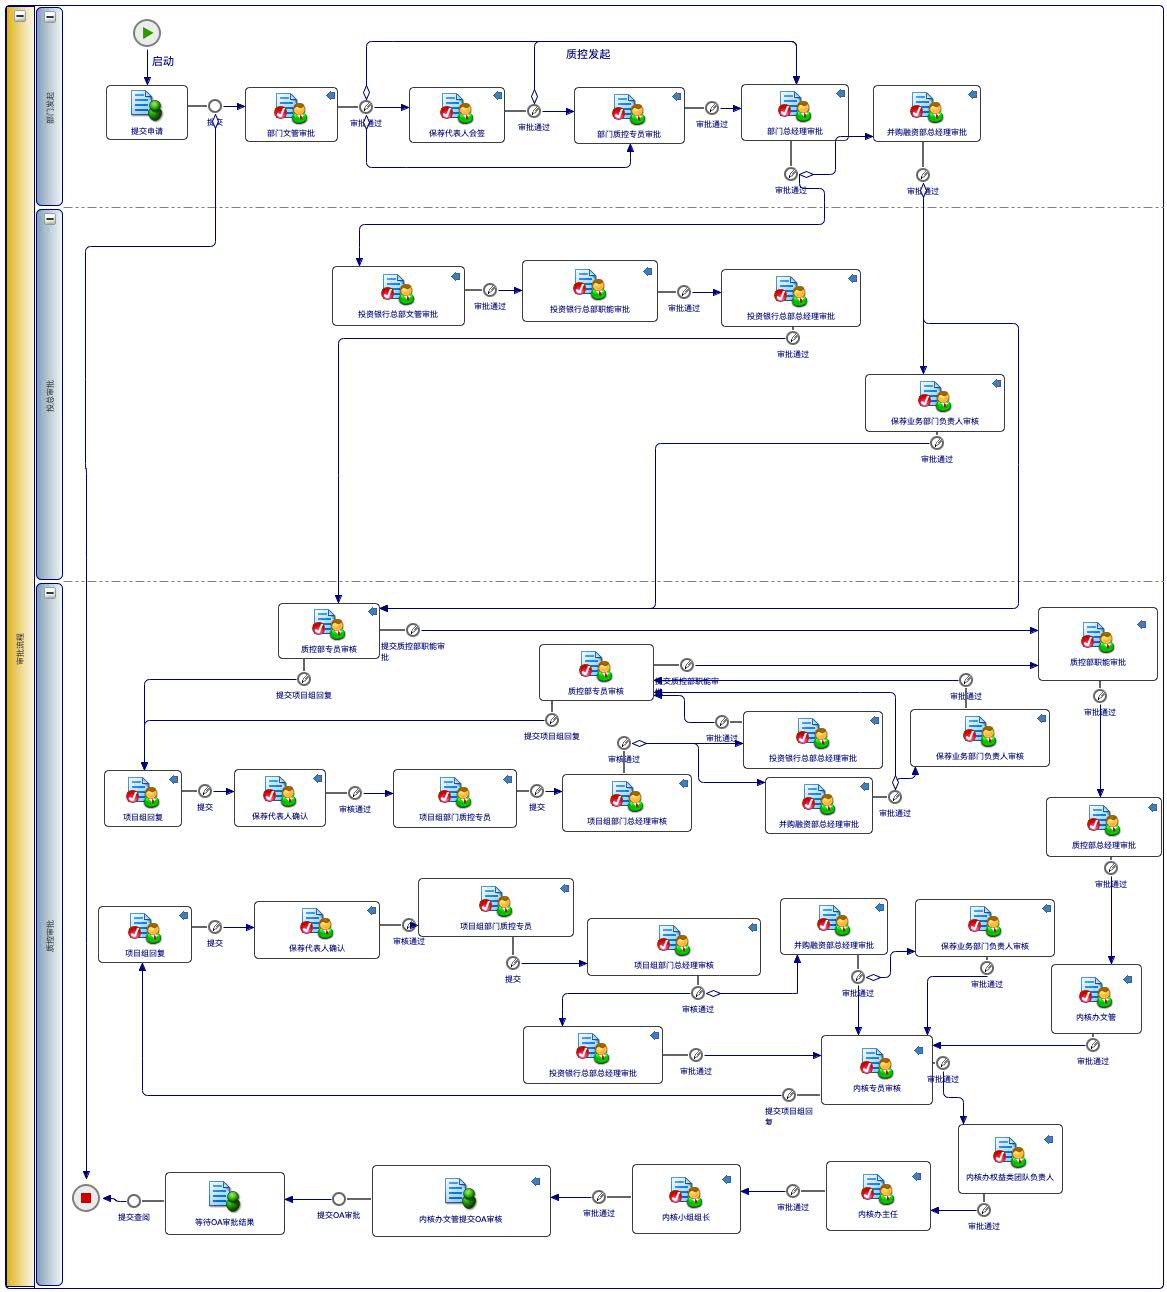 审批流程
部门发起
启动
质控发起
提交申请
提交
部门文管审批
审批通过
保荐代表人会签
审批通过
部门质控专员审批
审批通过
部门总经理审批
并购融资部总经理审批
审批通过
审批通过
投总审批
投资银行总部文管审批
审批通过
投资银行总部职能审批
审批通过
投资银行总部总经理审批
审批通过
保荐业务部门负责人审核
审批通过
质控审批
质控部专员审核
提交质控部职能审
批
质控部职能审批
提交项目组回复
质控部专员审核
提交质控部职能审
批
审批通过
审批通过
提交项目组回复
审批通过
投资银行部总经理审批
保荐业务部门负责人审核
审核通过
项目组回复
提交
保荐代表人确认
审核通过
项目组部门质控专员
提交
项目组部门总经理审核
并购融资部总经理审批
审批通过
质控部总经理审批
审批通过
项目组回复
提交
保荐代表人确认
审核通过
项目组部门质控专员
提交
项目组部门总经理审核
审核通过
并购融资部总经理审批
审批通过
保荐业务部门负责人审核
审批通过
内核办文管
审批通过
投资银行总部总经理审批
审批通过
内核专员审核
审批通过
提交项目组回
复
内核办权益类团队负责人
审批通过
提交查阅
等待OA审批结果
提交OA审批
内核办文管提交OA审核
审批通过
内核小组组长
审批通过
内核办主任